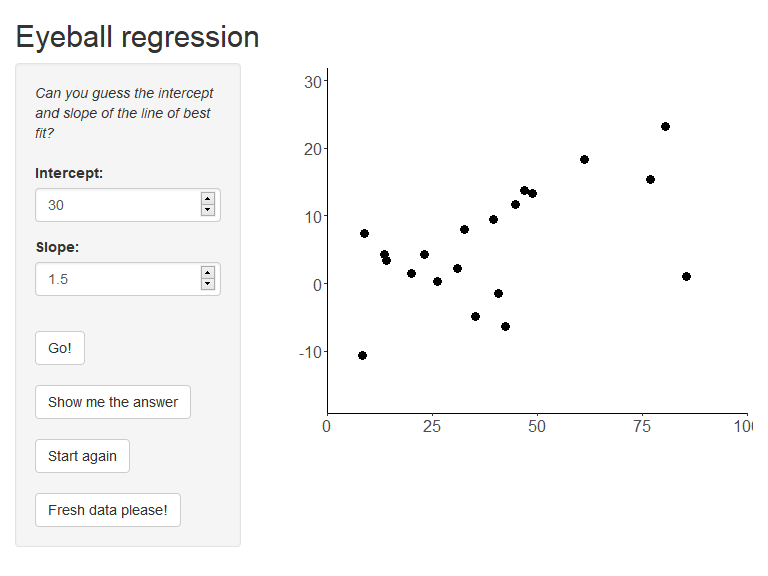 Eyeball regression
Can you guess the intercept
and slope of the line of best
fit?
Intercept:
30
Slope:
1.5
Go!
Show me the answer
Start again
Fresh data please!
30
20
10
0
-10
0
25
50
75
10